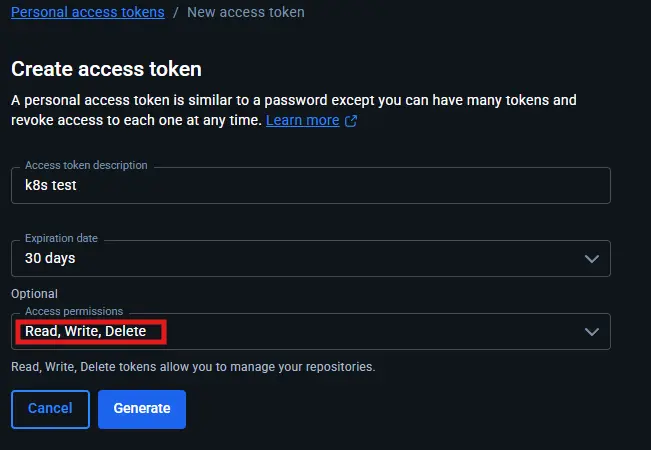 Personal access tokens / New access token
Create access token
A personal access token is similar to a password except you can have many tokens and
revoke access to each one at any time. Learn more
Access token description
k8s test
Expiration date
30 days
Optional
Access permissions
Read, Write, Delete
Read, Write, Delete tokens allow you to manage your repositories.
Cancel Generate